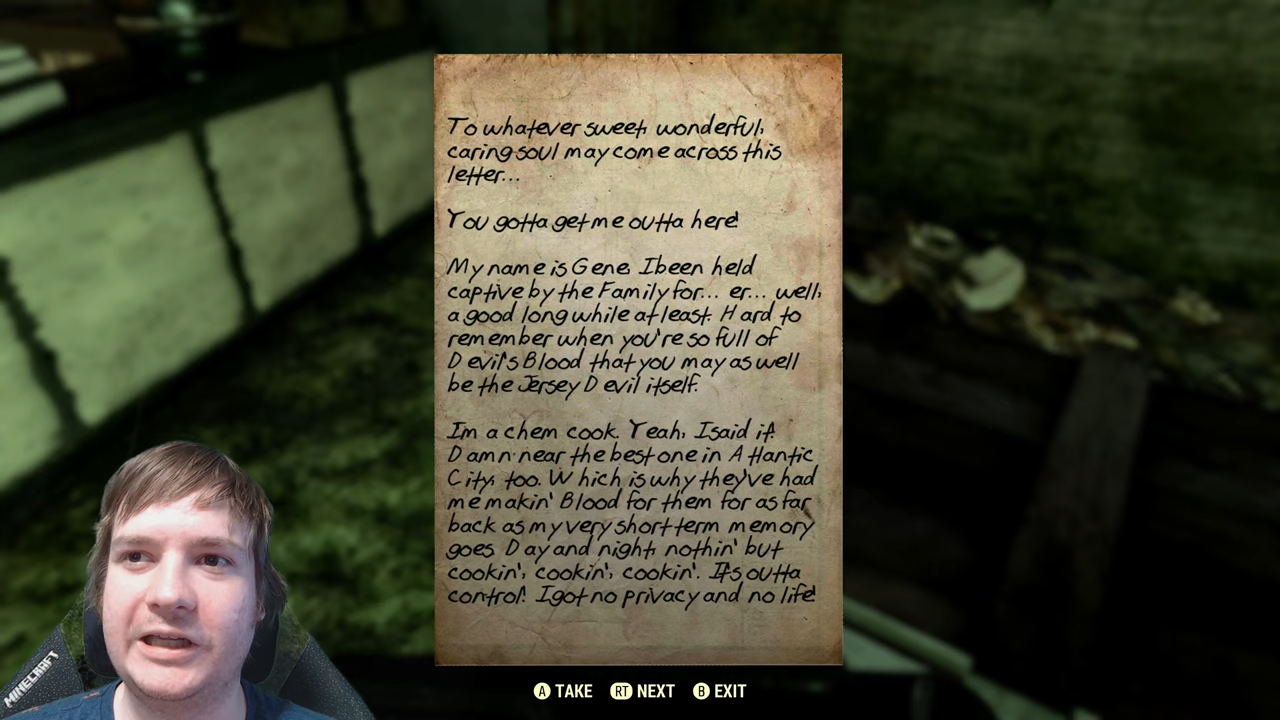 To whatever sweet, wonderful,
caring soul may come across this
letter...
You gotta get me outta here!
My name is Gene. I been held
captive by the Family for... er... well,
a good long while at least. Hard to
remember when you're so full of
Devil's Blood that you may as well
be the Jersey Devil itself.
I'm a chem cook. Yeah, I said it.
Damn near the best one in Atlantic
City, too. Which is why they've had
me makin' Blood for them for as far
back as my very short term memory
goes. Day and night, nothin' but
cookin', cookin', cookin'. It's outta
control! I got no privacy and no life!
MINECRAFT
A TAKE RT NEXT B EXIT